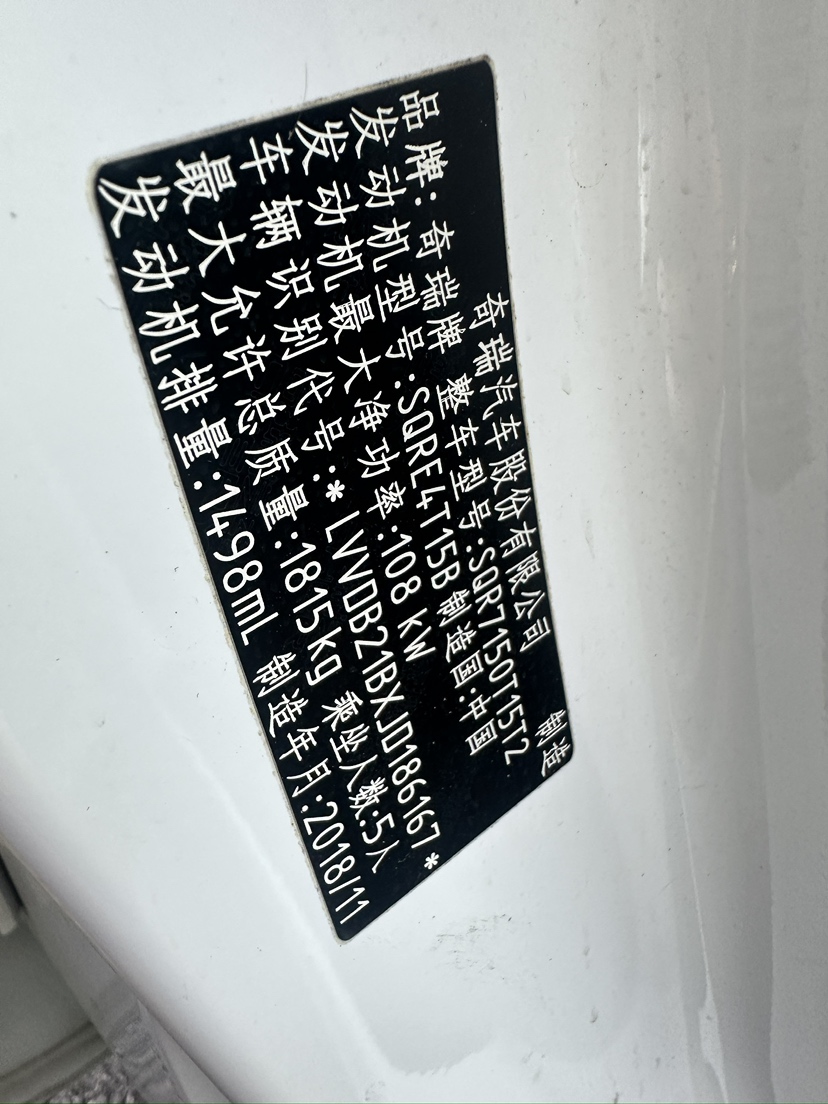 奇瑞汽车股份有限公司 制造
品牌:奇瑞牌 整车型号:SQR7150T15T2
发动机型号:SQRE4T15B 制造国:中国
发动机最大净功率:108 kW
车辆识别代号:* LVVDB21BXJD186167 *
最大允许总质量:1815kg 乘坐人数:5人
发动机排量:1498mL 制造年月:2018/11